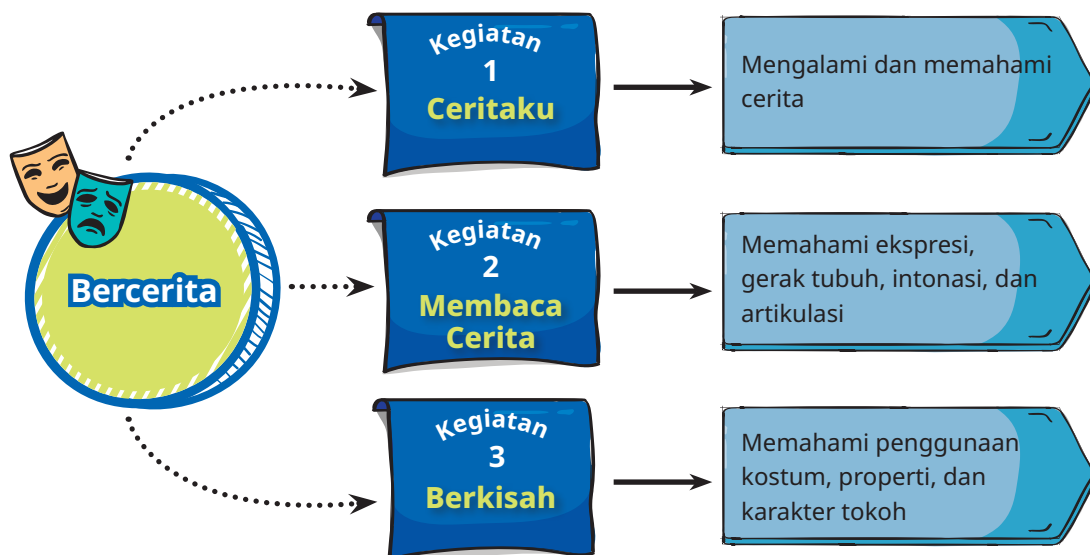 Bercerita
Kegiatan
1
Ceritaku
Mengalami dan memahami
cerita
Kegiatan
2
Membaca
Cerita
Memahami ekspresi,
gerak tubuh, intonasi, dan
artikulasi
Kegiatan
3
Berkisah
Memahami penggunaan
kostum, properti, dan
karakter tokoh